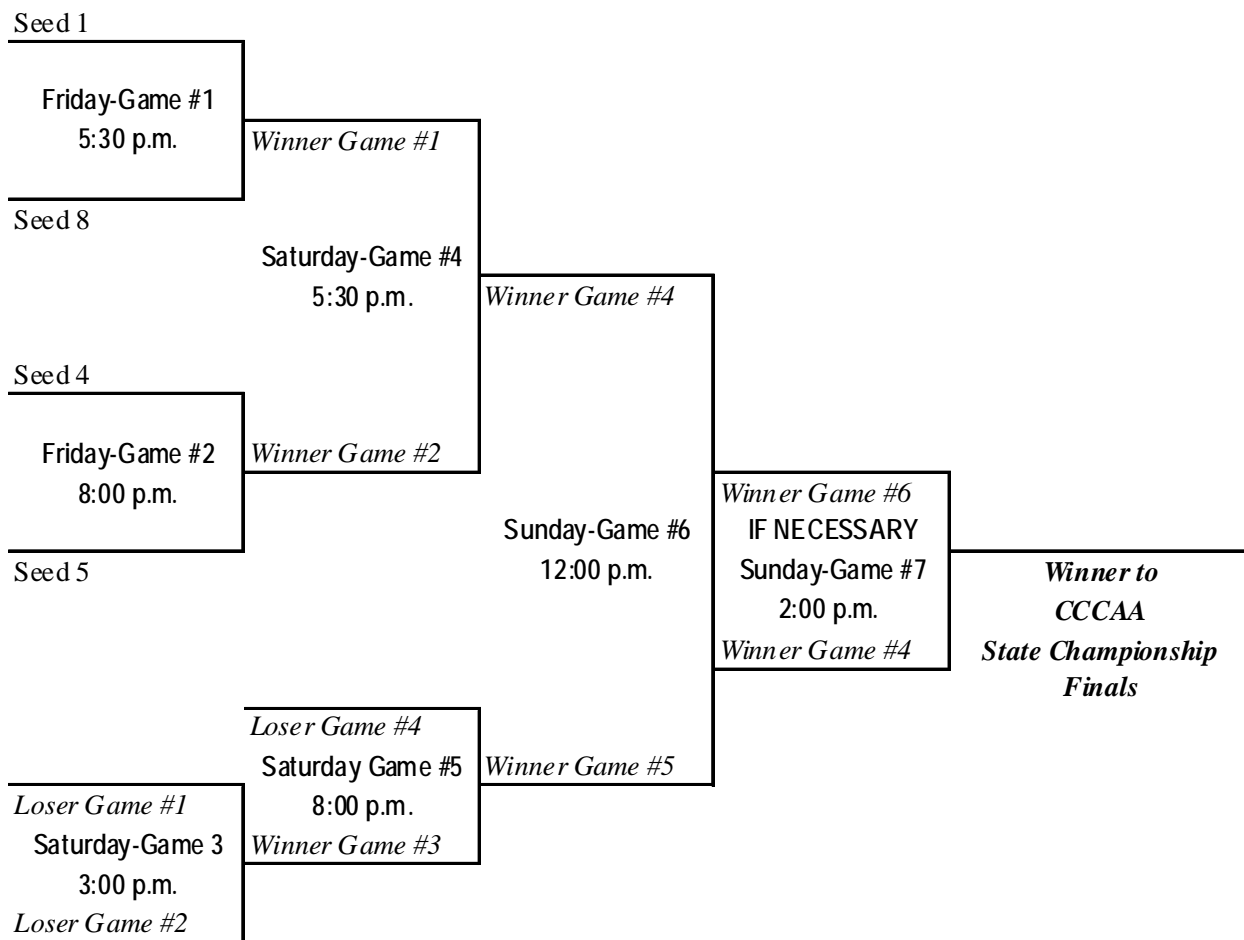 Seed 1
Friday-Game #1
5:30 p.m.
Winner Game #1
Seed 8
Saturday-Game #4
5:30 p.m.
Winner Game #4
Seed 4
Friday-Game #2
8:00 p.m.
Winner Game #2
Seed 5
Sunday-Game #6
12:00 p.m.
Winner Game #6
IF NECESSARY
Sunday-Game #7
2:00 p.m.
Winner Game #4
Winner to
CCCAA
State Championship
Finals
Loser Game #4
Saturday Game #5
8:00 p.m.
Winner Game #5
Loser Game #1
Saturday-Game 3
3:00 p.m.
Loser Game #2
Winner Game #3